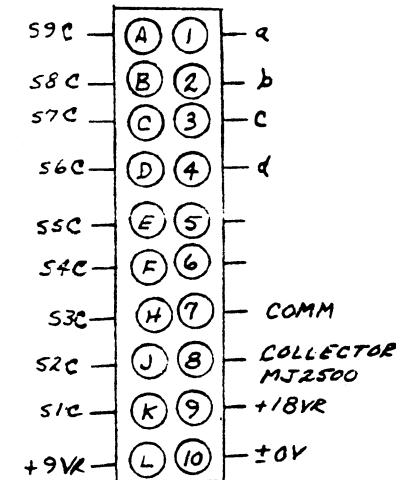 S9C A 1 a
S8C B 2 b
S7C C 3 c
S6C D 4 d
S5C E 5
S4C F 6
S3C H 7 COMM
S2C J 8 COLLECTOR
MJ2500
S1C K 9 +18VR
+9VR L 10 ±0V